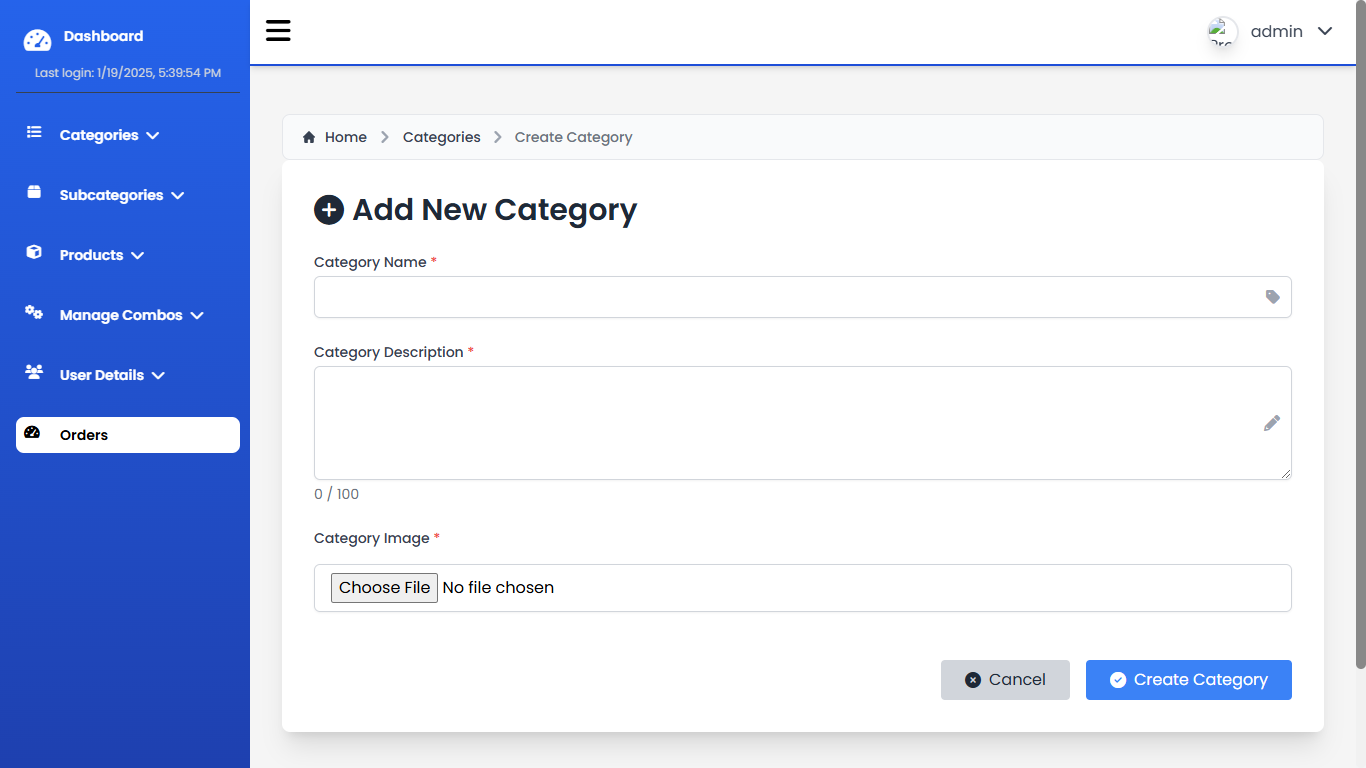 Dashboard
Last login: 1/19/2025, 5:39:54 PM
Categories
Subcategories
Products
Manage Combos
User Details
Orders
admin
Home
Categories
Create Category
Add New Category
Category Name *
Category Description *
0 / 100
Category Image *
Choose File No file chosen
Cancel
Create Category